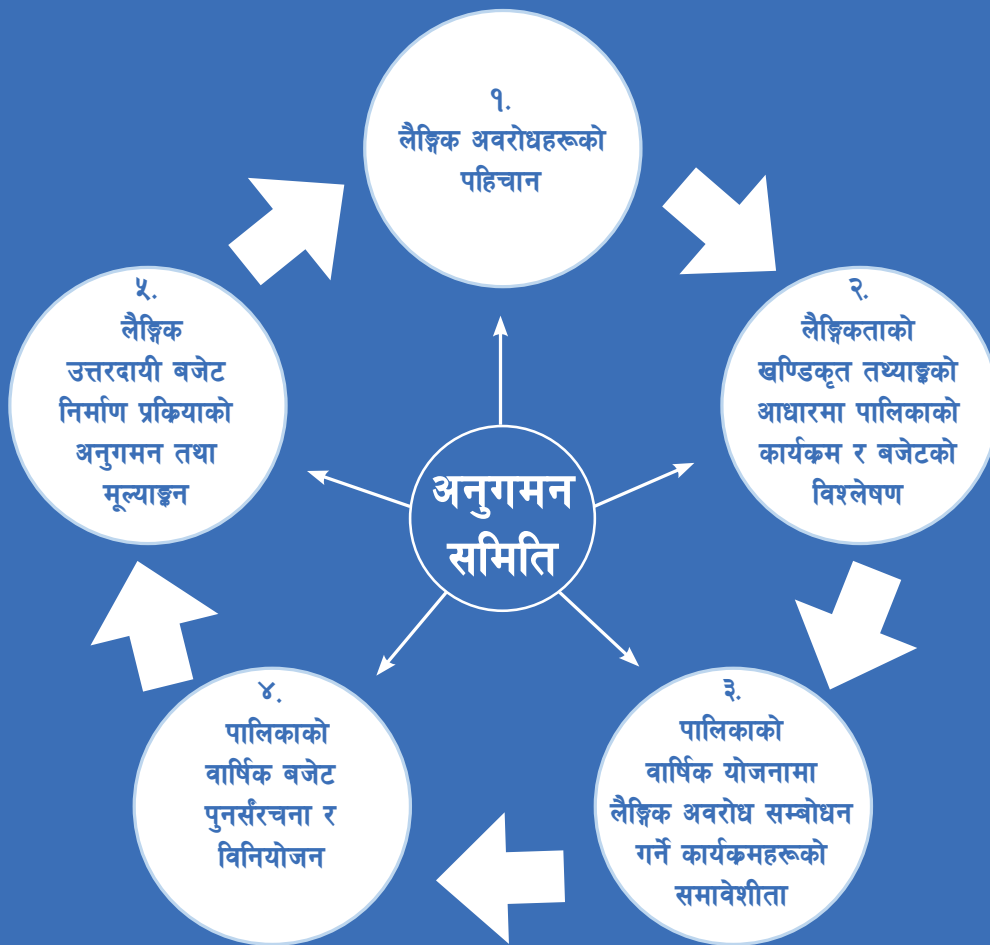 १.
लैङ्गिक अवरोधहरूको
पहिचान
२.
लैङ्गिकताको
खण्डिकृत तथ्याङ्कको
आधारमा पालिकाको
कार्यक्रम र बजेटको
विश्लेषण
३.
पालिकाको
वार्षिक योजनामा
लैङ्गिक अवरोध सम्बोधन
गर्ने कार्यक्रमहरूको
समावेशीता
४.
पालिकाको
वार्षिक बजेट
पुनर्संरचना र
विनियोजन
५.
लैङ्गिक
उत्तरदायी बजेट
निर्माण प्रक्रियाको
अनुगमन तथा
मूल्याङ्कन
अनुगमन
समिति